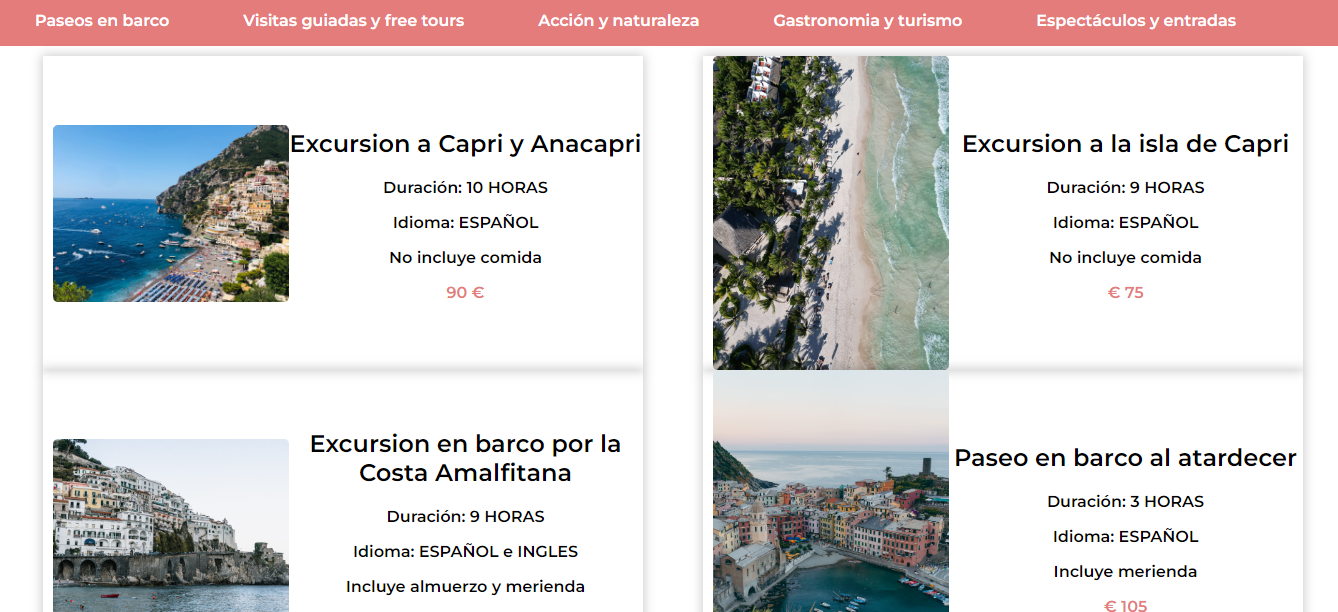 Paseos en barco
Visitas guiadas y free tours
Acción y naturaleza
Gastronomia y turismo
Espectáculos y entradas
Excursion a Capri y Anacapri
Duración: 10 HORAS
Idioma: ESPAÑOL
No incluye comida
90 €
Excursion a la isla de Capri
Duración: 9 HORAS
Idioma: ESPAÑOL
No incluye comida
€ 75
Excursion en barco por la
Costa Amalfitana
Duración: 9 HORAS
Idioma: ESPAÑOL e INGLES
Incluye almuerzo y merienda
Paseo en barco al atardecer
Duración: 3 HORAS
Idioma: ESPAÑOL
Incluye merienda
€ 105